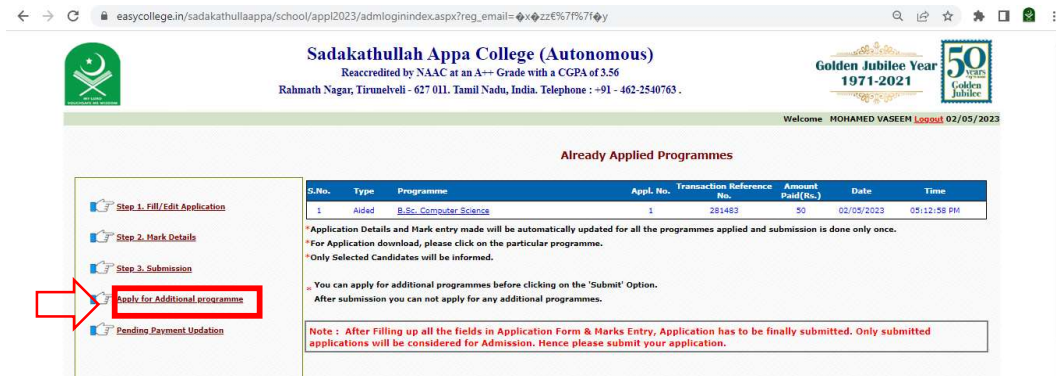 easycollege.in/sadakathullaappa/school/appl2023/admloginindex.aspx?reg_email=�x�zz€%7f%7f�y
Sadakathullah Appa College (Autonomous)
Reaccredited by NAAC at an A++ Grade with a CGPA of 3.56
Rahmath Nagar, Tirunelveli - 627 011. Tamil Nadu, India. Telephone : +91 - 462-2540763 .
Golden Jubilee Year
1971-2021
50
years
Golden
Jubilee
Welcome MOHAMED VASEEM Logout 02/05/2023
Already Applied Programmes
S.No. Type Programme Appl. No. Transaction Reference No. Amount Paid(Rs.) Date Time
1 Aided B.Sc. Computer Science 1 281483 50 02/05/2023 05:12:58 PM
Step 1. Fill/Edit Application
Step 2. Mark Details
Step 3. Submission
Apply for Additional programme
Pending Payment Updation
*Application Details and Mark entry made will be automatically updated for all the programmes applied and submission is done only once.
*For Application download, please click on the particular programme.
*Only Selected Candidates will be informed.
* You can apply for additional programmes before clicking on the 'Submit' Option.
After submission you can not apply for any additional programmes.
Note : After Filling up all the fields in Application Form & Marks Entry, Application has to be finally submitted. Only submitted
applications will be considered for Admission. Hence please submit your application.